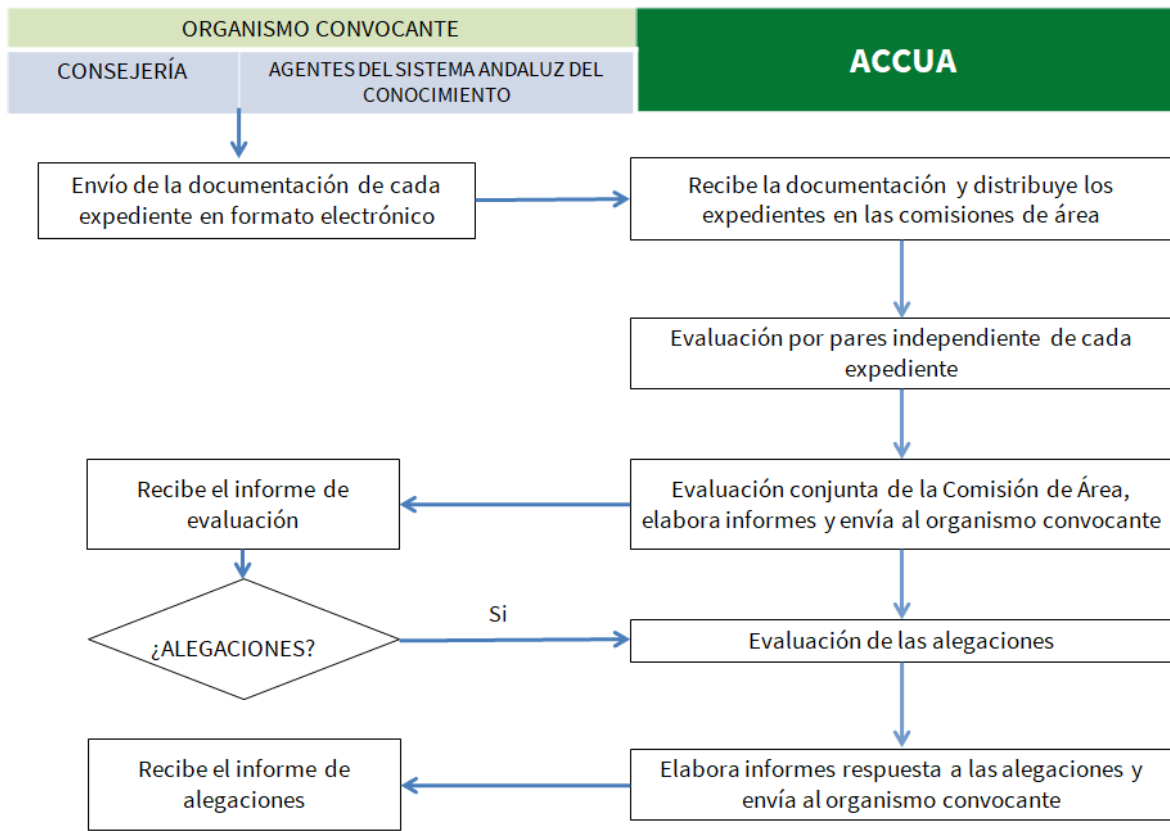 ORGANISMO CONVOCANTE
ACCUA
CONSEJERÍA
AGENTES DEL SISTEMA ANDALUZ DEL
CONOCIMIENTO
Envío de la documentación de cada
expediente en formato electrónico
Recibe la documentación y distribuye los
expedientes en las comisiones de área
Evaluación por pares independiente de cada
expediente
Evaluación conjunta de la Comisión de Área,
elabora informes y envía al organismo convocante
Recibe el informe de
evaluación
¿ALEGACIONES?
Si
Evaluación de las alegaciones
Elabora informes respuesta a las alegaciones y
envía al organismo convocante
Recibe el informe de
alegaciones